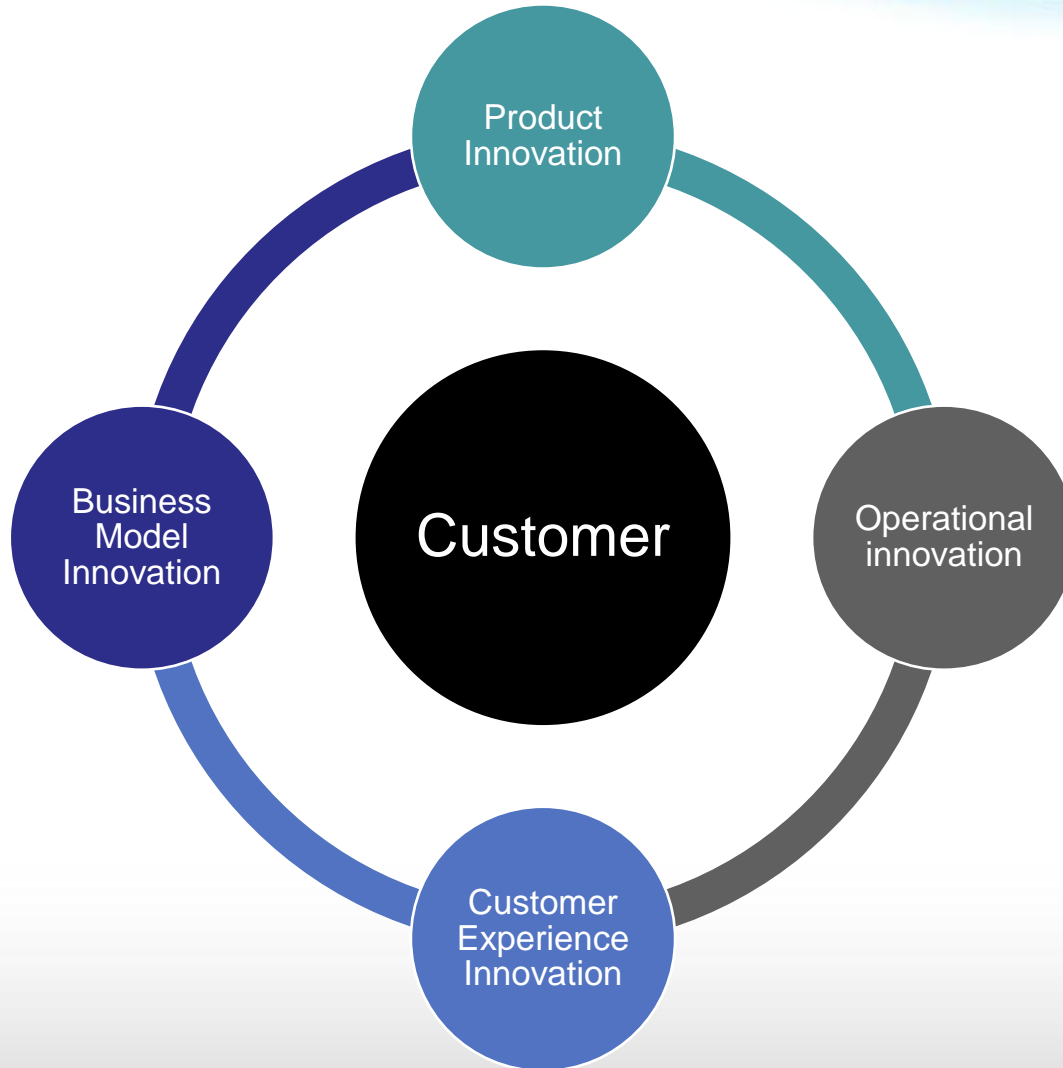 Product
Innovation
Business
Model
Innovation
Customer
Operational
innovation
Customer
Experience
Innovation